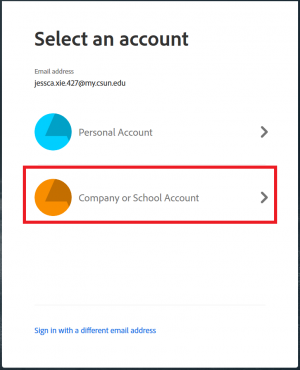 Select an account
Email address
jessca.xie.427@my.csun.edu
Personal Account
Company or School Account
Sign in with a different email address